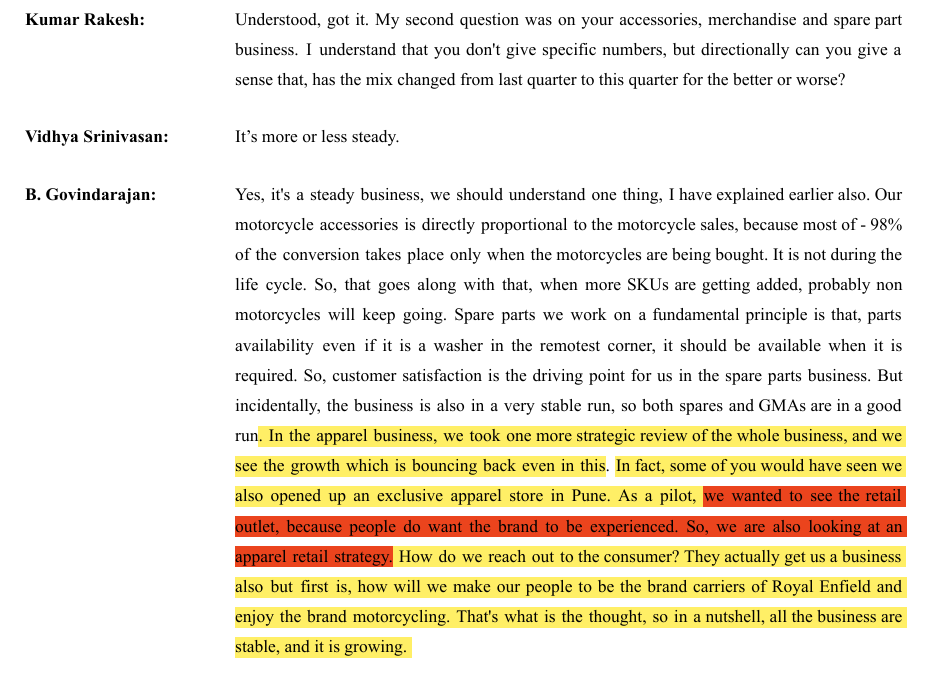 Kumar Rakesh: Understood, got it. My second question was on your accessories, merchandise and spare part
business. I understand that you don't give specific numbers, but directionally can you give a
sense that, has the mix changed from last quarter to this quarter for the better or worse?
Vidhya Srinivasan: It’s more or less steady.
B. Govindarajan: Yes, it's a steady business, we should understand one thing, I have explained earlier also. Our
motorcycle accessories is directly proportional to the motorcycle sales, because most of - 98%
of the conversion takes place only when the motorcycles are being bought. It is not during the
life cycle. So, that goes along with that, when more SKUs are getting added, probably non
motorcycles will keep going. Spare parts we work on a fundamental principle is that, parts
availability even if it is a washer in the remotest corner, it should be available when it is
required. So, customer satisfaction is the driving point for us in the spare parts business. But
incidentally, the business is also in a very stable run, so both spares and GMAs are in a good
run. In the apparel business, we took one more strategic review of the whole business, and we
see the growth which is bouncing back even in this. In fact, some of you would have seen we
also opened up an exclusive apparel store in Pune. As a pilot, we wanted to see the retail
outlet, because people do want the brand to be experienced. So, we are also looking at an
apparel retail strategy. How do we reach out to the consumer? They actually get us a business
also but first is, how will we make our people to be the brand carriers of Royal Enfield and
enjoy the brand motorcycling. That's what is the thought, so in a nutshell, all the business are
stable, and it is growing.